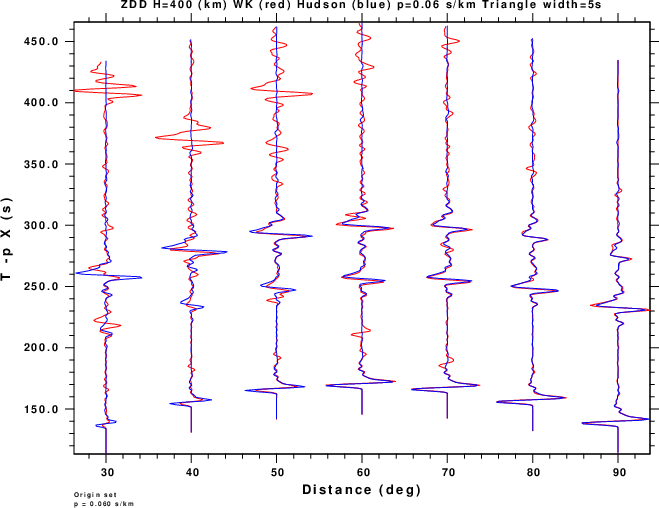 ZDD H=400 (km) WK (red) Hudson (blue) p=0.06 s/km Triangle width=5s
450.0
400.0
350.0
300.0
250.0
200.0
150.0
T -p X (s)
30 40 50 60 70 80 90
Distance (deg)
Origin set
p = 0.060 s/km